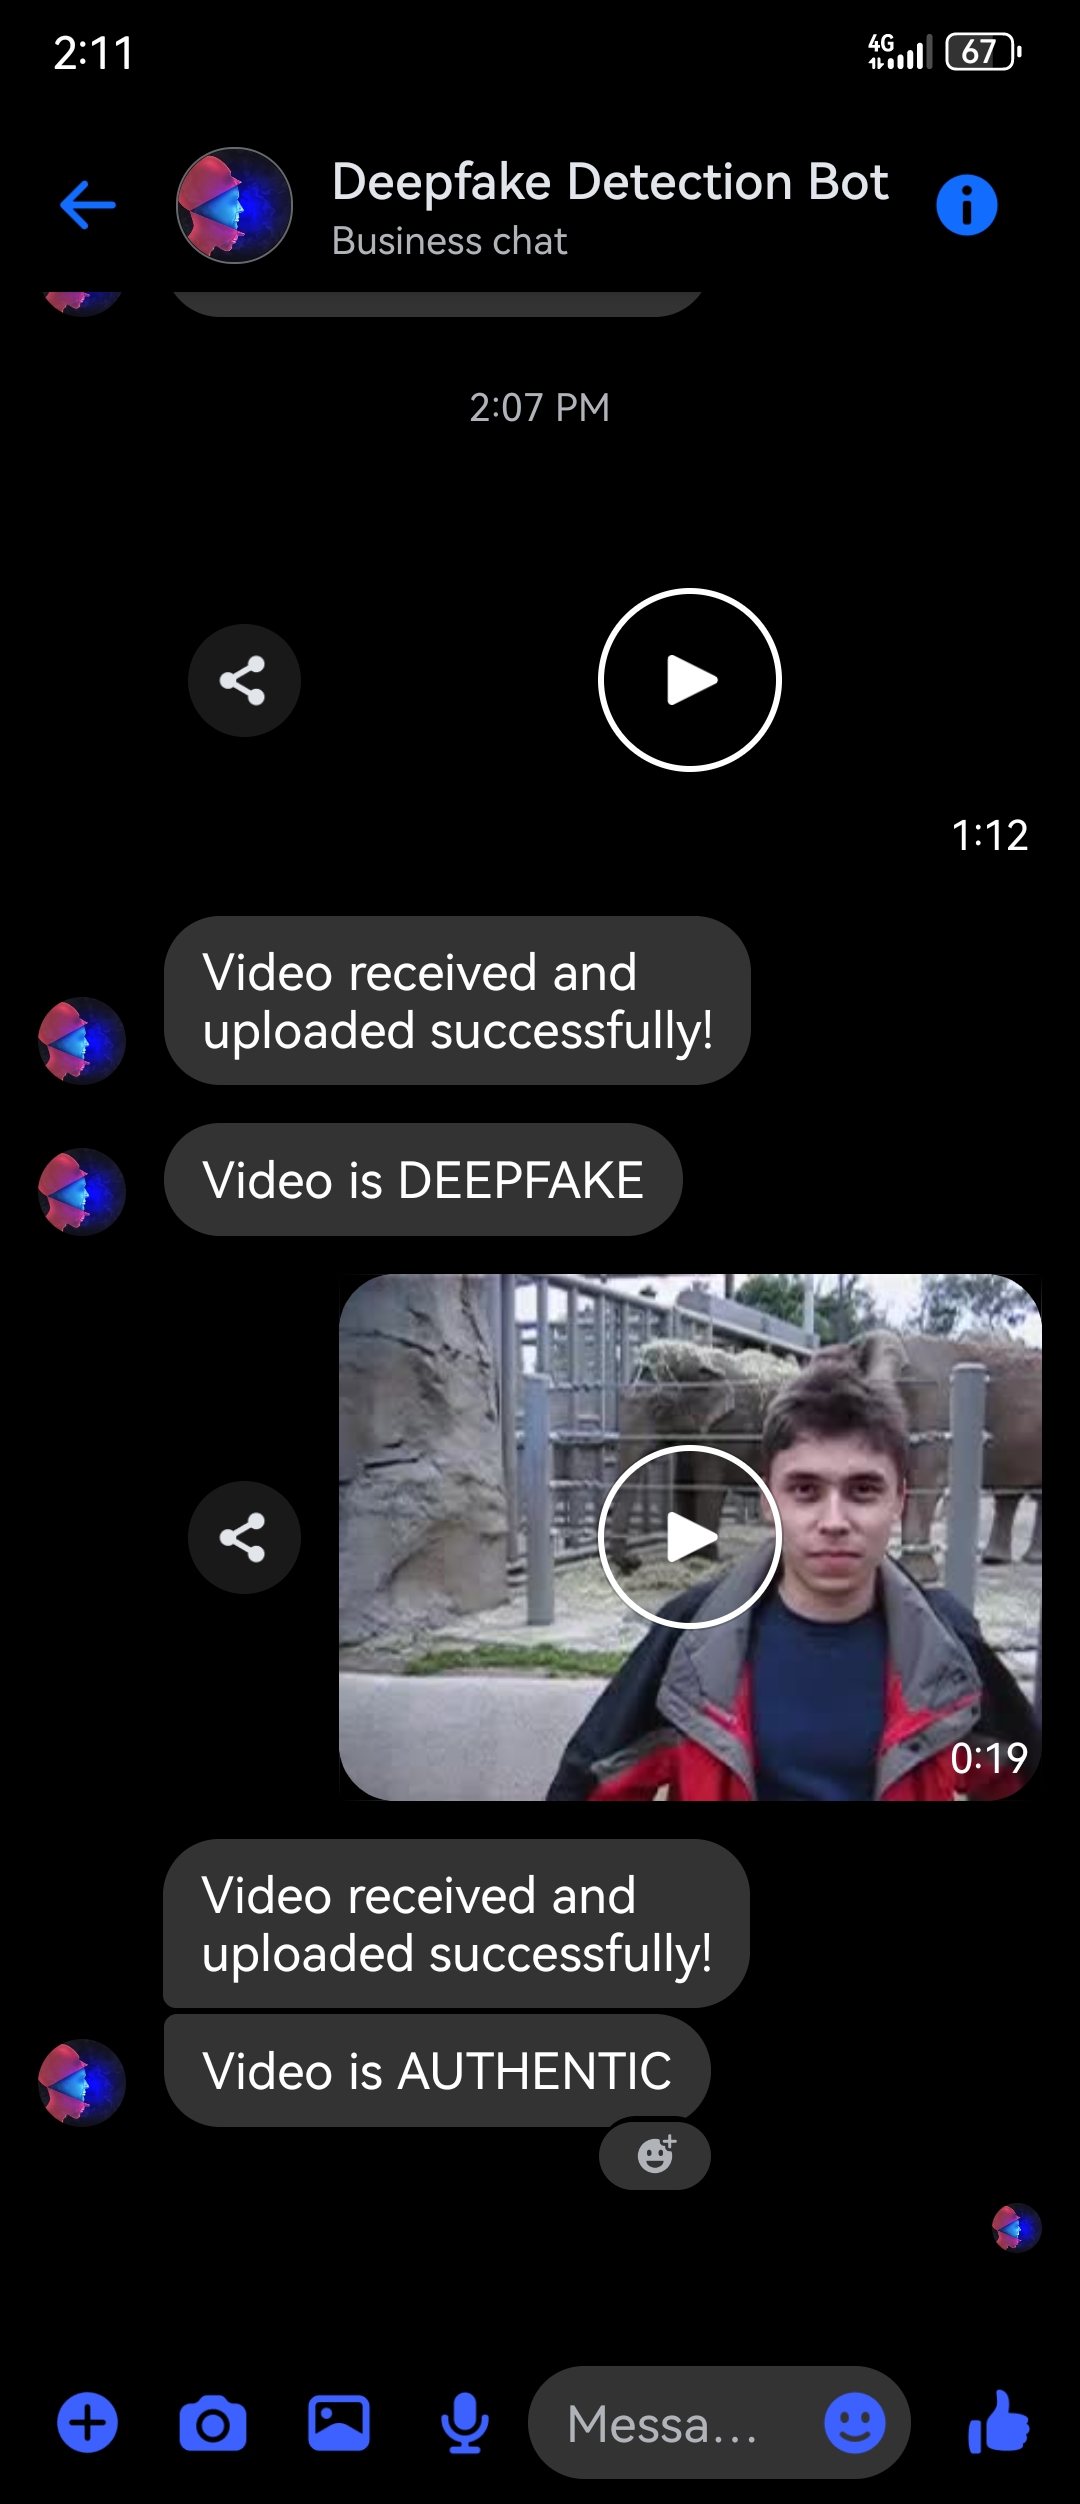 2:11
4G
67
Deepfake Detection Bot
Business chat
2:07 PM
1:12
Video received and
uploaded successfully!
Video is DEEPFAKE
0:19
Video received and
uploaded successfully!
Video is AUTHENTIC
Messa...